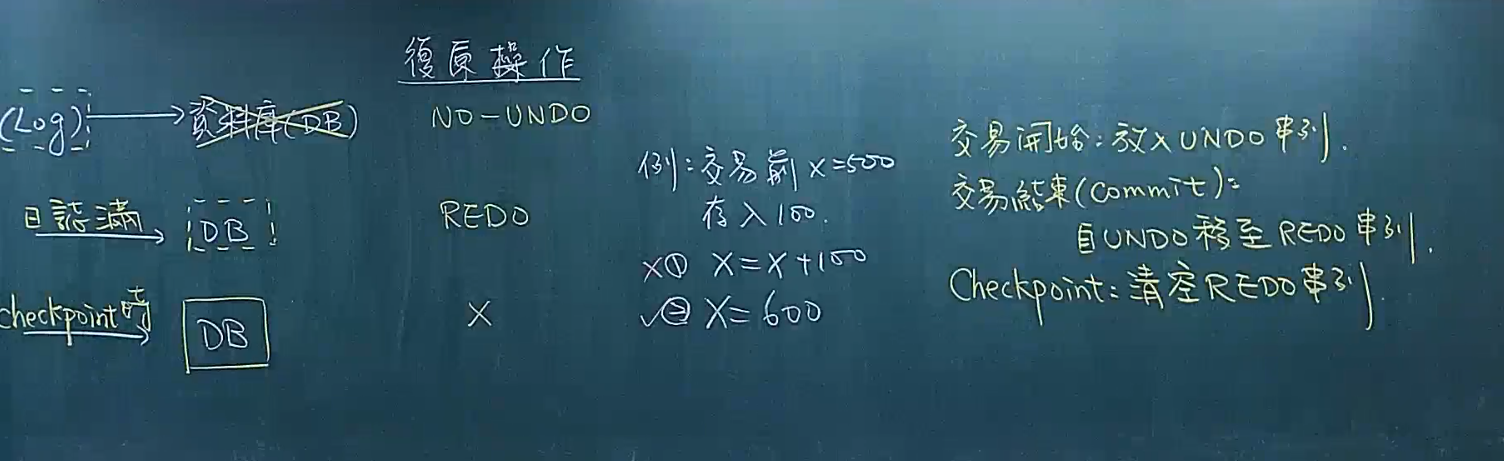 復原操作
(Log) → 資料庫(DB) NO-UNDO
日誌滿 → DB REDO
checkpoint時 → DB X
例:交易前 X=500
存入100.
X① X=X+100
✓② X=600
交易開始:放入UNDO串列.
交易結束(Commit):
自UNDO移至REDO串列.
Checkpoint:清空REDO串列.